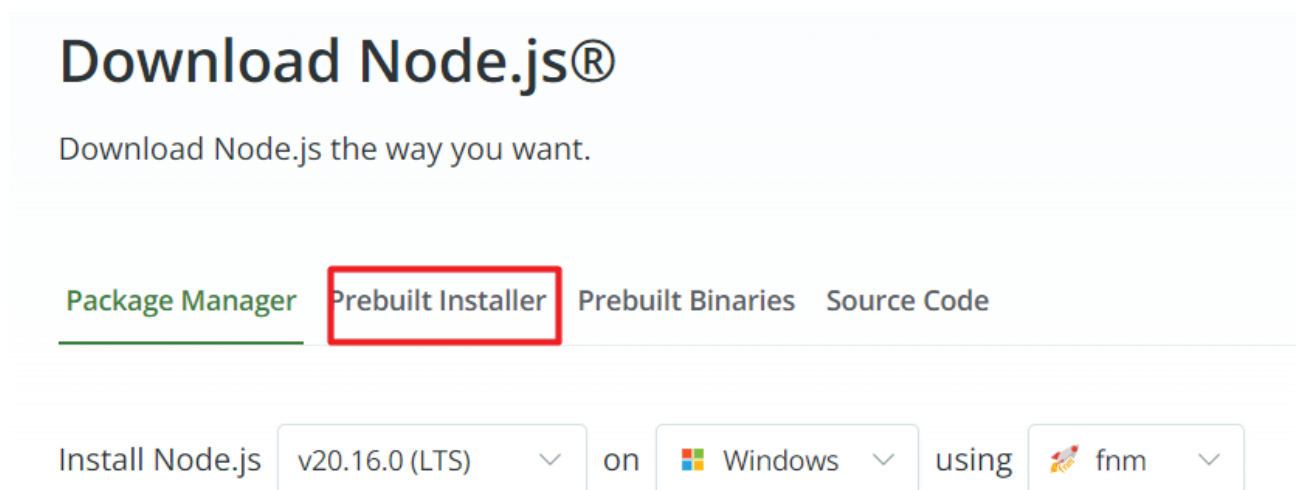 Download Node.js®
Download Node.js the way you want.
Package Manager Prebuilt Installer Prebuilt Binaries Source Code
Install Node.js v20.16.0 (LTS) on Windows using fnm